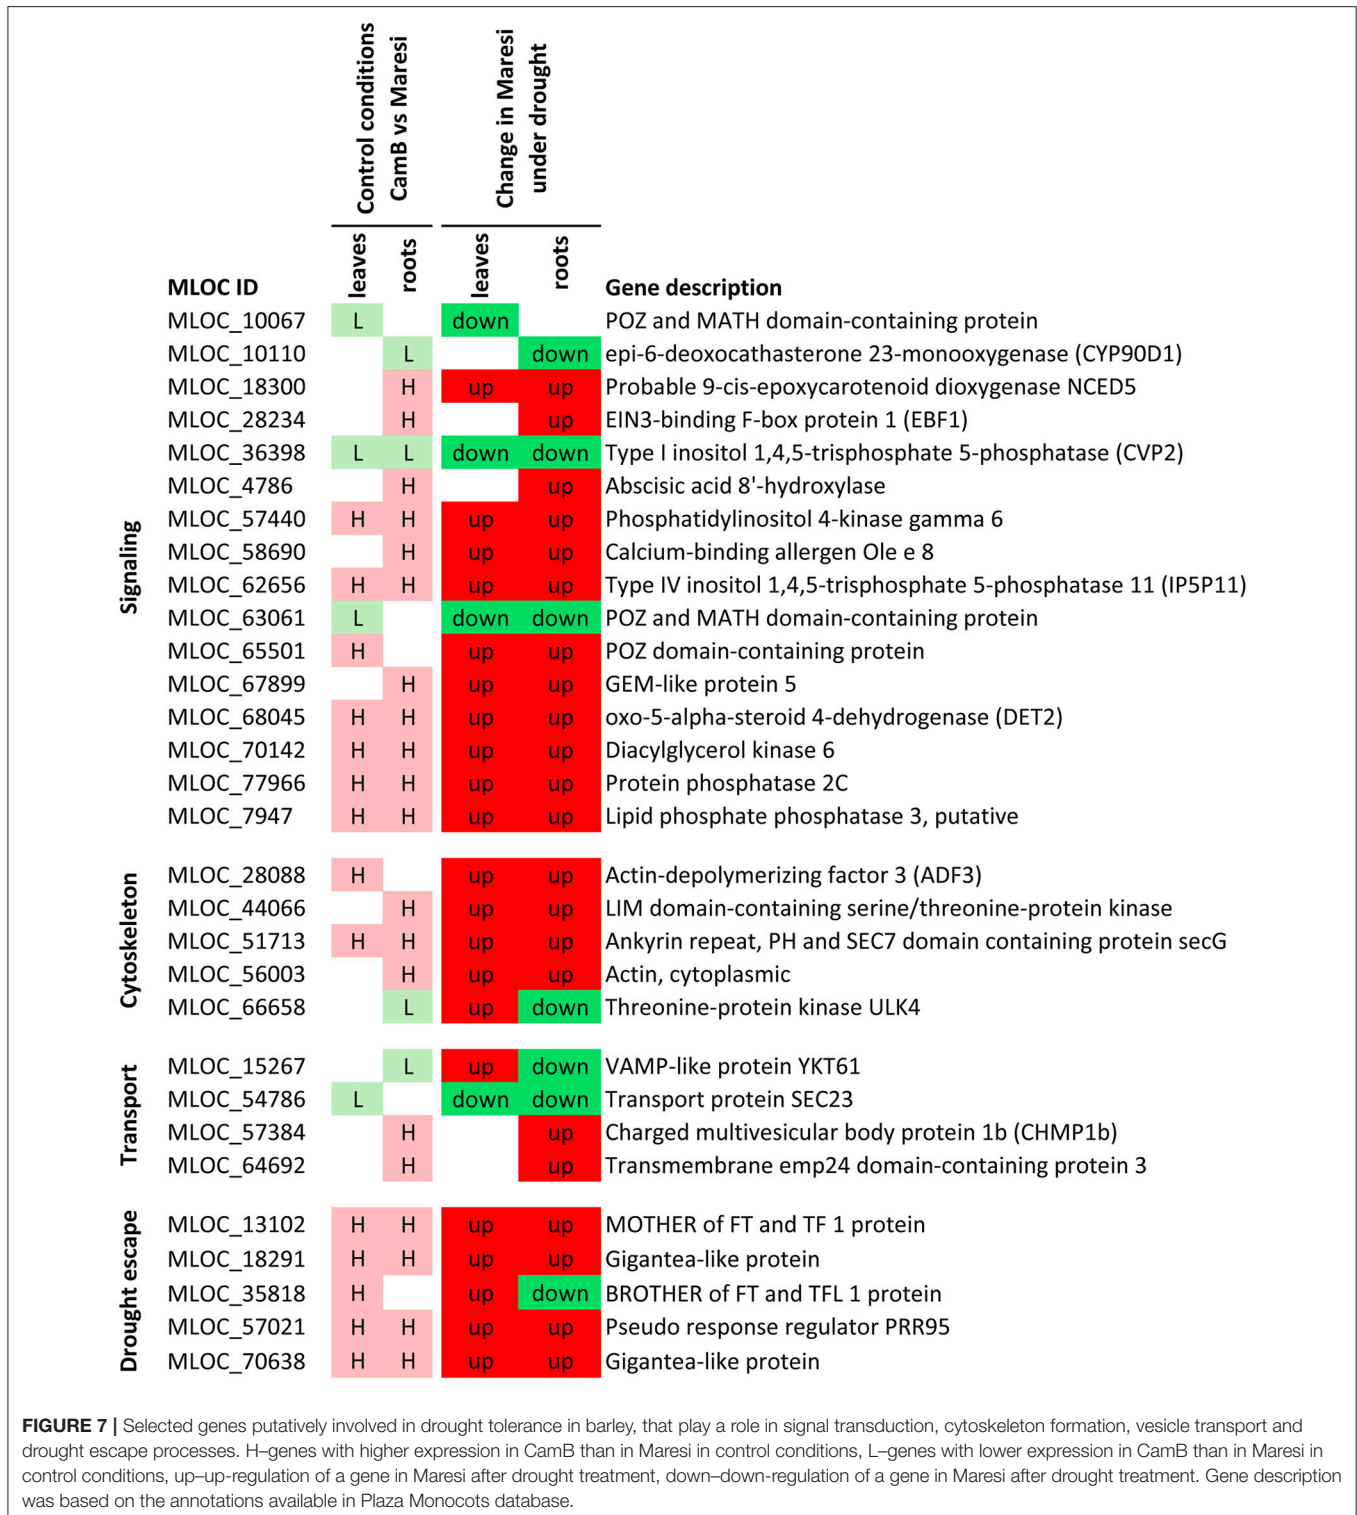 Control conditions
CamB vs Maresi
Change in Maresi
under drought
MLOC ID leaves roots leaves roots Gene description
Signaling
MLOC_10067 L down POZ and MATH domain-containing protein
MLOC_10110 L down epi-6-deoxocathasterone 23-monooxygenase (CYP90D1)
MLOC_18300 H up up Probable 9-cis-epoxycarotenoid dioxygenase NCED5
MLOC_28234 H up EIN3-binding F-box protein 1 (EBF1)
MLOC_36398 L L down down Type I inositol 1,4,5-trisphosphate 5-phosphatase (CVP2)
MLOC_4786 H up Abscisic acid 8'-hydroxylase
MLOC_57440 H H up up Phosphatidylinositol 4-kinase gamma 6
MLOC_58690 H up up Calcium-binding allergen Ole e 8
MLOC_62656 H H up up Type IV inositol 1,4,5-trisphosphate 5-phosphatase 11 (IP5P11)
MLOC_63061 L down down POZ and MATH domain-containing protein
MLOC_65501 H up up POZ domain-containing protein
MLOC_67899 H up up GEM-like protein 5
MLOC_68045 H H up up oxo-5-alpha-steroid 4-dehydrogenase (DET2)
MLOC_70142 H H up up Diacylglycerol kinase 6
MLOC_77966 H H up up Protein phosphatase 2C
MLOC_7947 H H up up Lipid phosphate phosphatase 3, putative
Cytoskeleton
MLOC_28088 H up up Actin-depolymerizing factor 3 (ADF3)
MLOC_44066 H up up LIM domain-containing serine/threonine-protein kinase
MLOC_51713 H H up up Ankyrin repeat, PH and SEC7 domain containing protein secG
MLOC_56003 H up up Actin, cytoplasmic
MLOC_66658 L up down Threonine-protein kinase ULK4
Transport
MLOC_15267 L up down VAMP-like protein YKT61
MLOC_54786 L down down Transport protein SEC23
MLOC_57384 H up Charged multivesicular body protein 1b (CHMP1b)
MLOC_64692 H up Transmembrane emp24 domain-containing protein 3
Drought escape
MLOC_13102 H H up up MOTHER of FT and TF 1 protein
MLOC_18291 H H up up Gigantea-like protein
MLOC_35818 H up down BROTHER of FT and TFL 1 protein
MLOC_57021 H H up up Pseudo response regulator PRR95
MLOC_70638 H H up up Gigantea-like protein
FIGURE 7 | Selected genes putatively involved in drought tolerance in barley, that play a role in signal transduction, cytoskeleton formation, vesicle transport and
drought escape processes. H–genes with higher expression in CamB than in Maresi in control conditions, L–genes with lower expression in CamB than in Maresi in
control conditions, up–up-regulation of a gene in Maresi after drought treatment, down–down-regulation of a gene in Maresi after drought treatment. Gene description
was based on the annotations available in Plaza Monocots database.